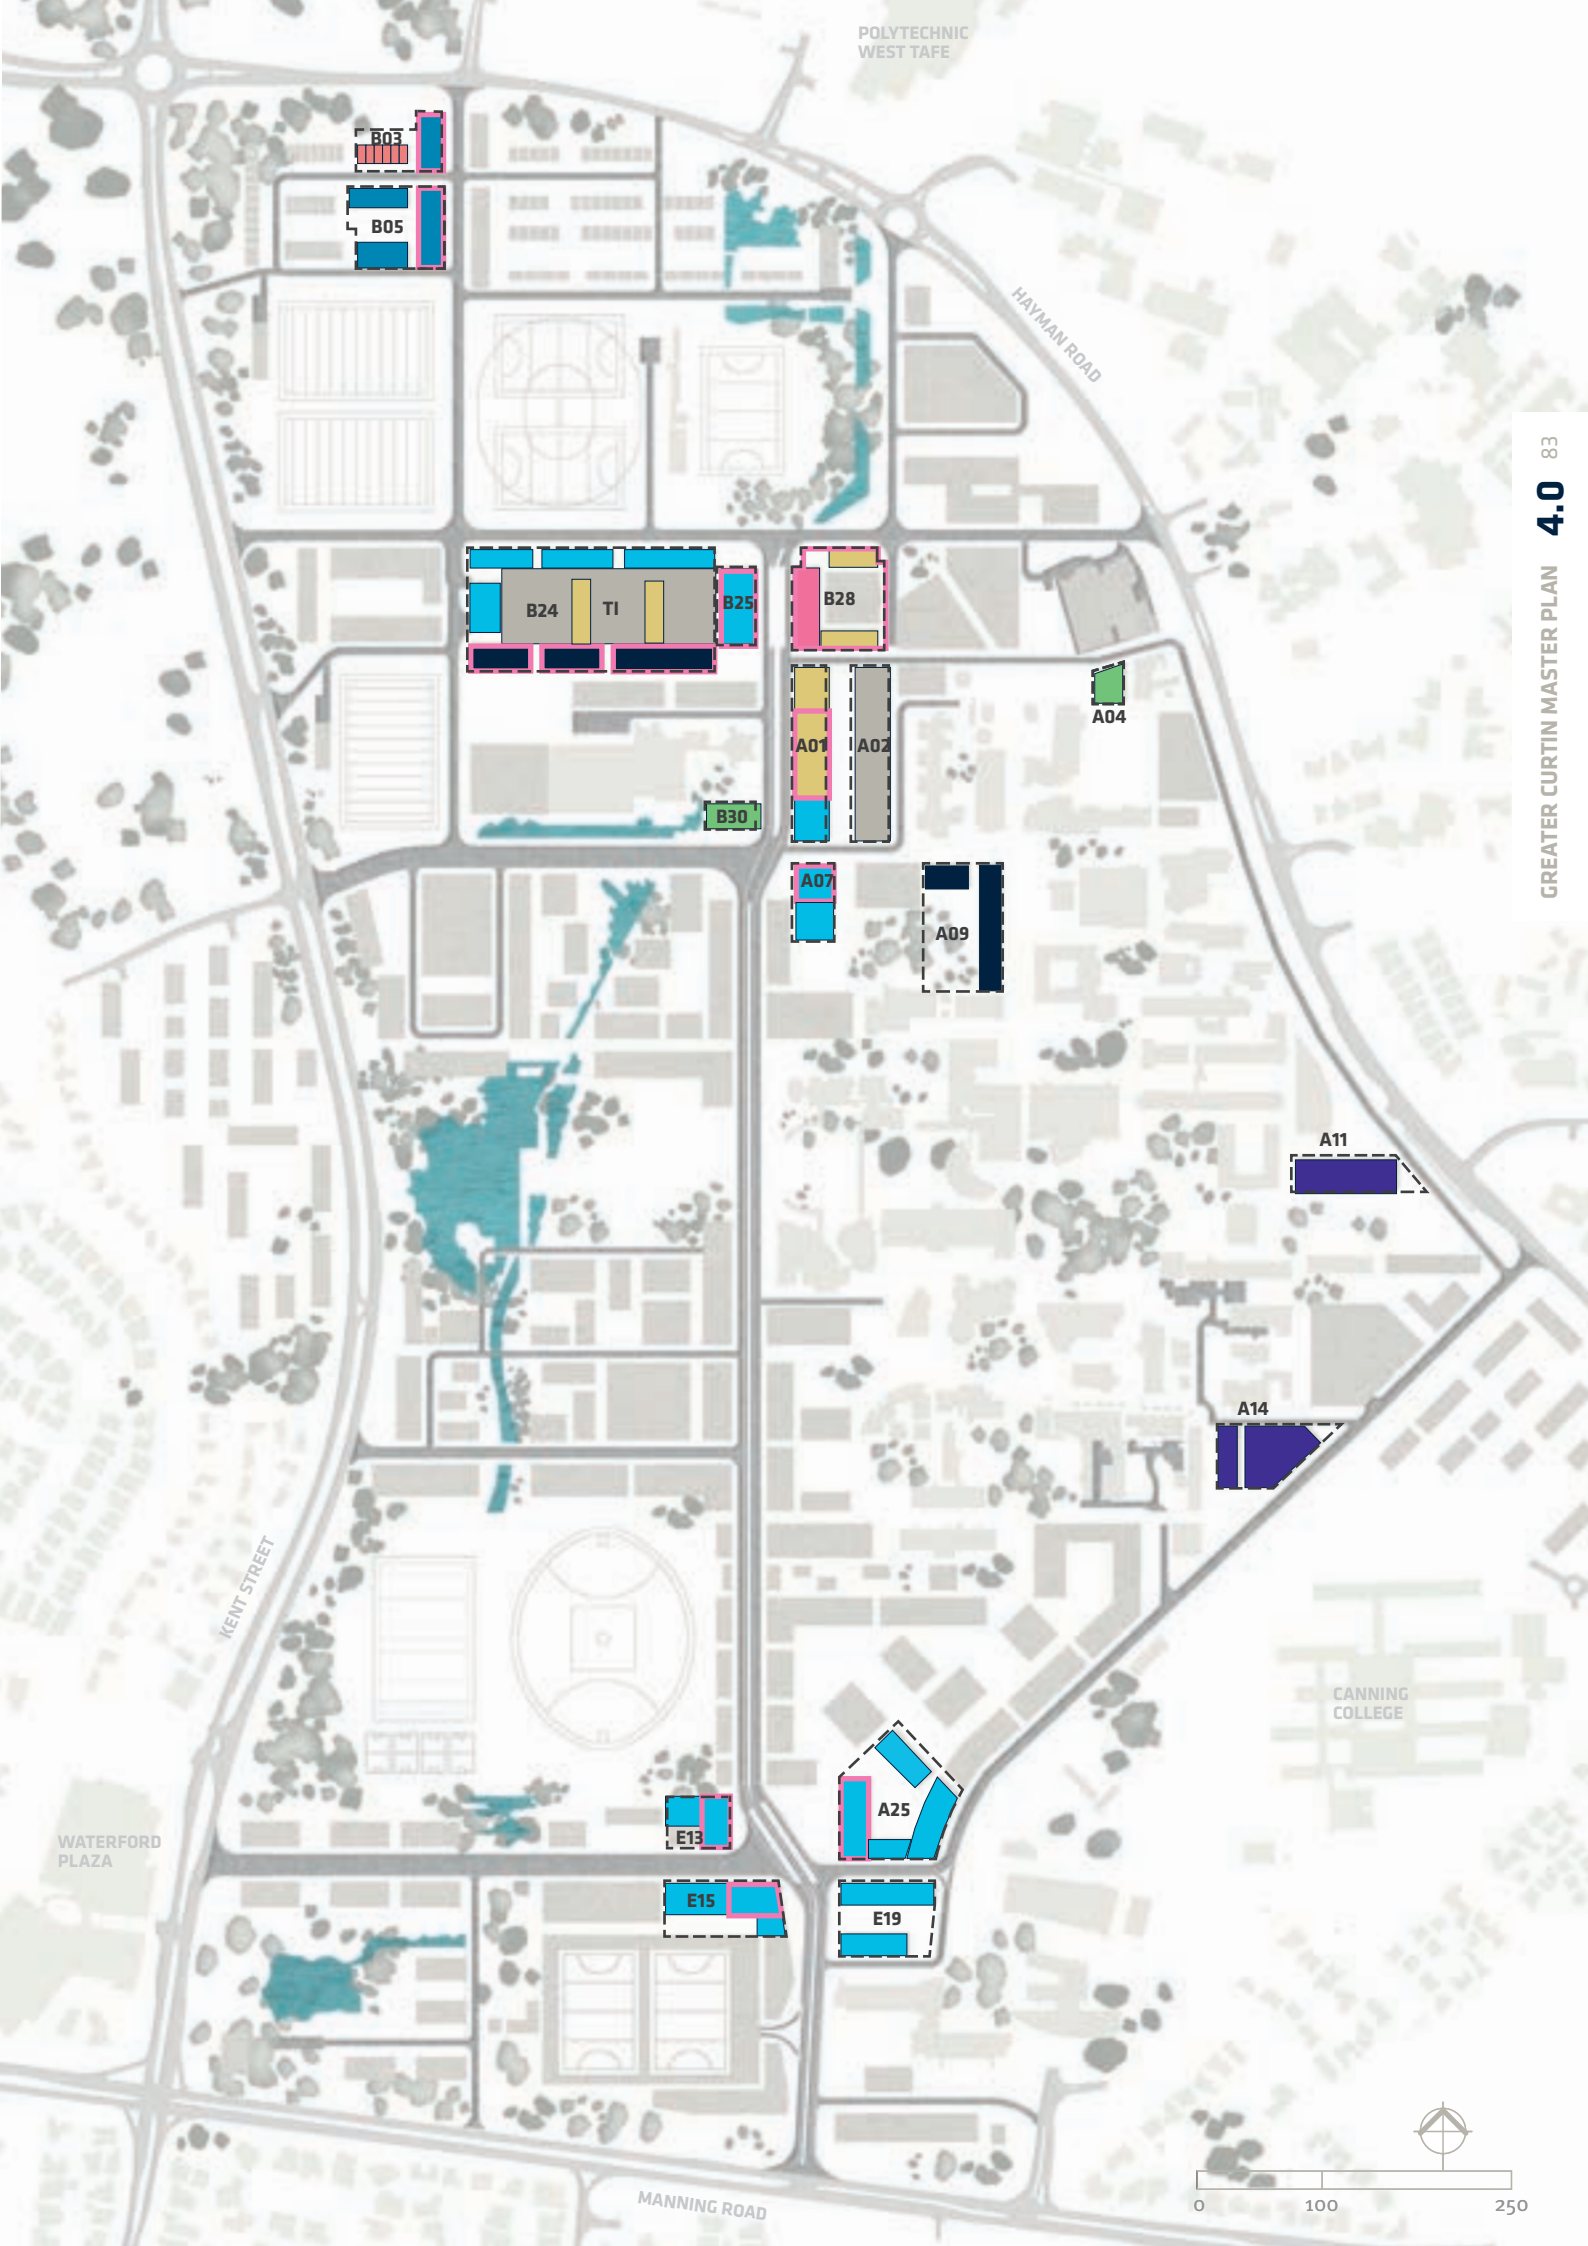 POLYTECHNIC
WEST TAFE
B03
B05
HAYMAN ROAD
83
4.0
GREATER CURTIN MASTER PLAN
B24
TI
B25
B28
A04
A01
A02
B30
A07
A09
A11
A14
KENT STREET
CANNING
COLLEGE
A25
E13
WATERFORD
PLAZA
E15
E19
MANNING ROAD
0
100
250